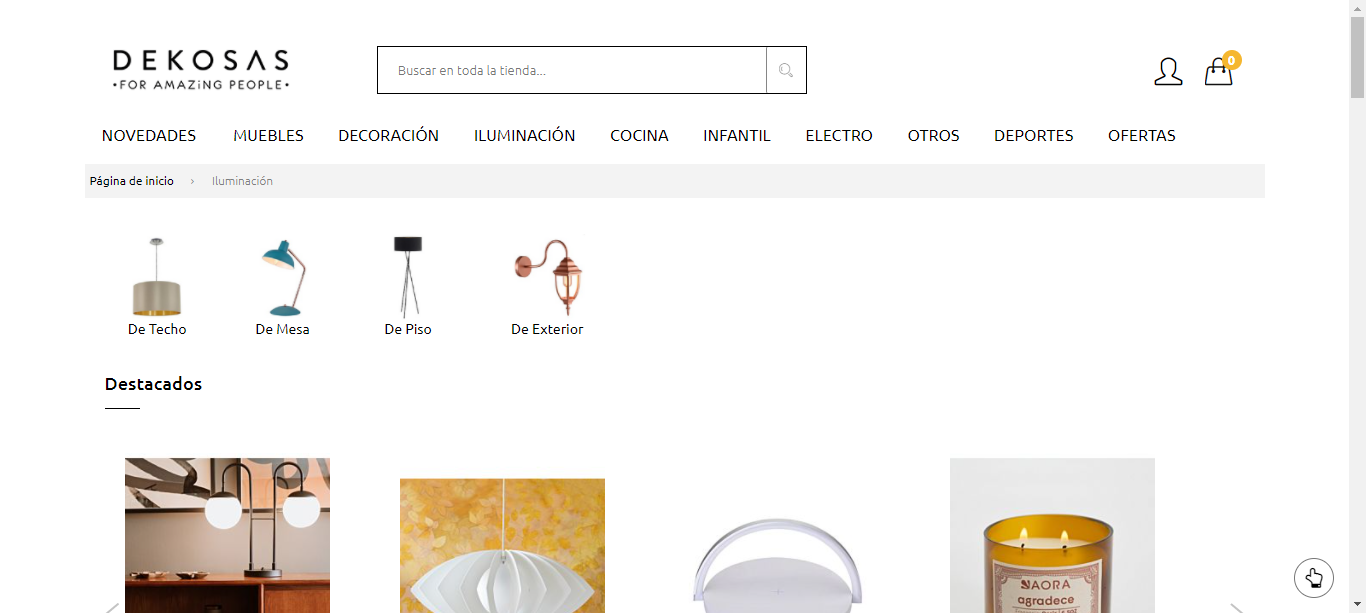 DEKOSAS
•FOR AMAZiNG PEOPLE•
Buscar en toda la tienda...
0
NOVEDADES MUEBLES DECORACIÓN ILUMINACIÓN COCINA INFANTIL ELECTRO OTROS DEPORTES OFERTAS
Página de inicio › Iluminación
De Techo De Mesa De Piso De Exterior
Destacados
AORA
agradece